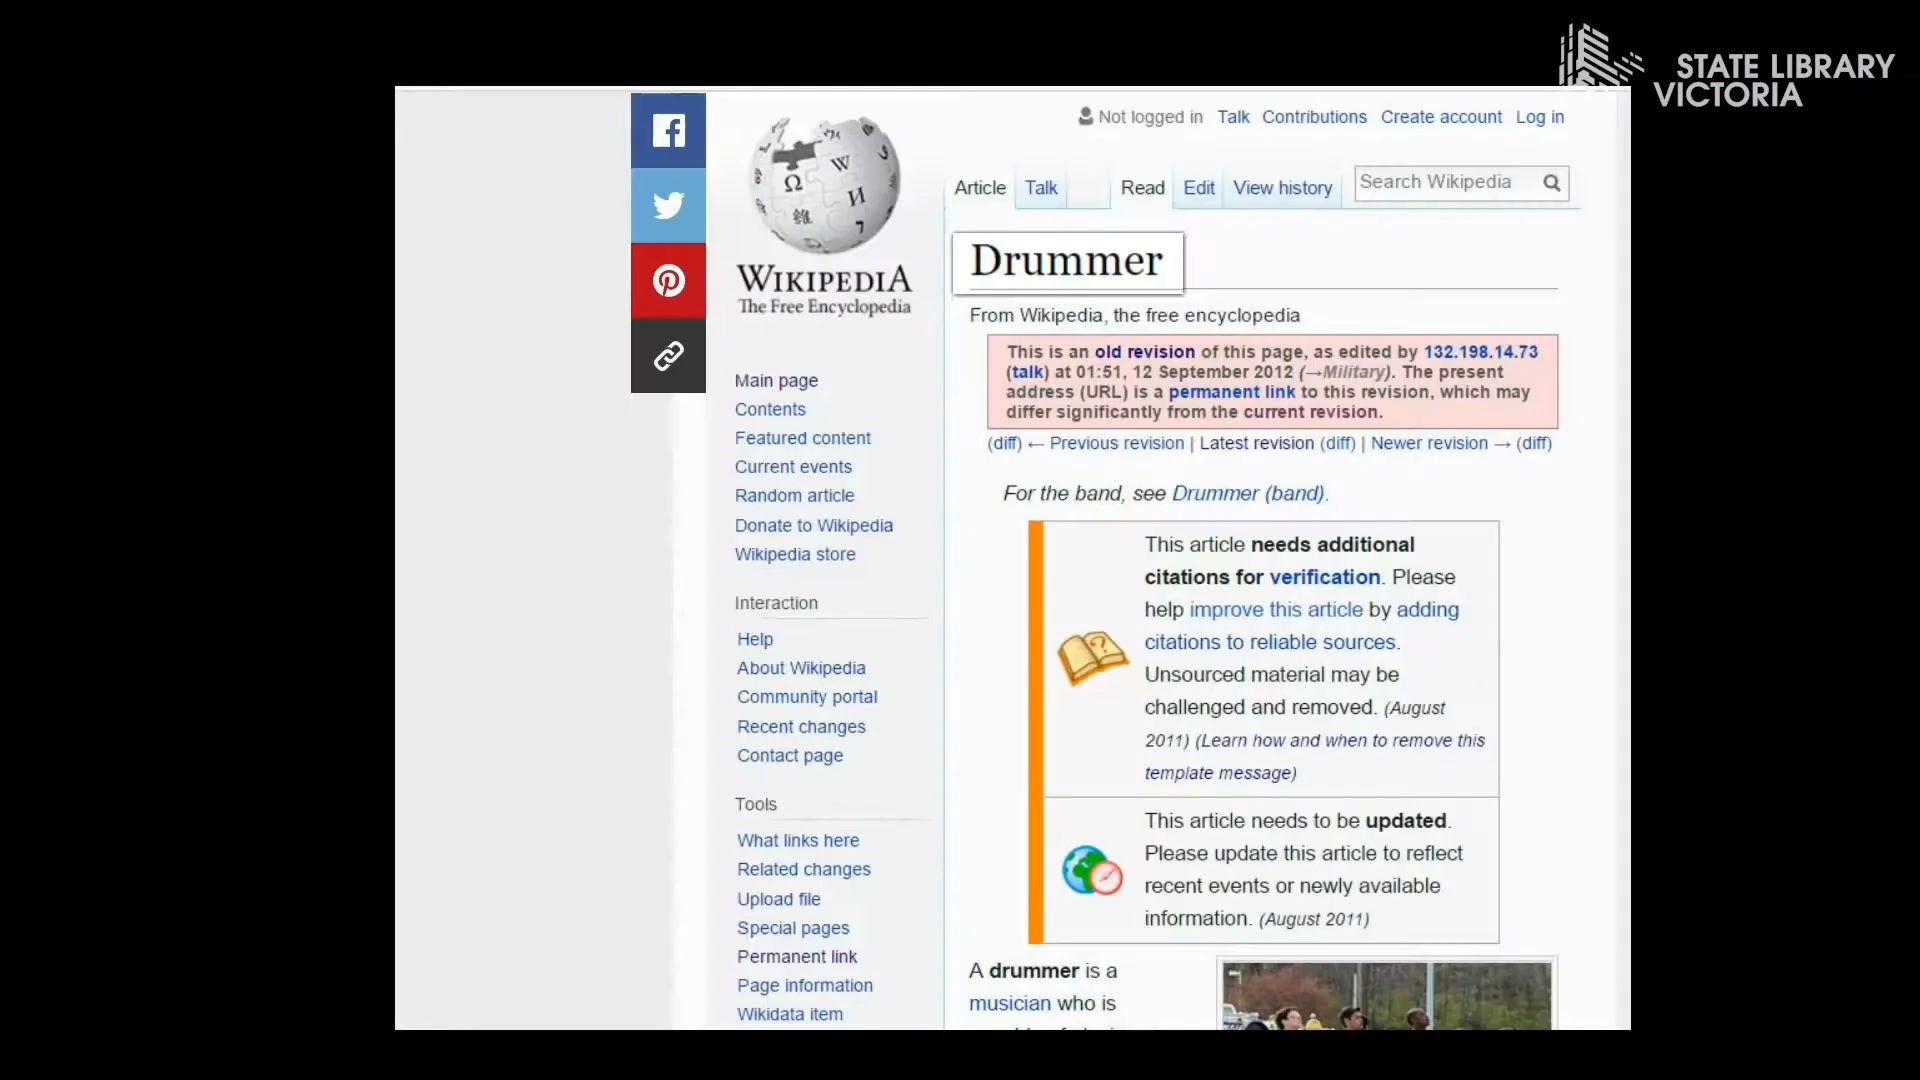 STATE LIBRARY
VICTORIA
Not logged in Talk Contributions Create account Log in
Article Talk Read Edit View history Search Wikipedia
WIKIPEDIA
The Free Encyclopedia
Main page
Contents
Featured content
Current events
Random article
Donate to Wikipedia
Wikipedia store
Interaction
Help
About Wikipedia
Community portal
Recent changes
Contact page
Tools
What links here
Related changes
Upload file
Special pages
Permanent link
Page information
Wikidata item
Drummer
From Wikipedia, the free encyclopedia
This is an old revision of this page, as edited by 132.198.14.73
(talk) at 01:51, 12 September 2012 (→Military). The present
address (URL) is a permanent link to this revision, which may
differ significantly from the current revision.
(diff) ← Previous revision | Latest revision (diff) | Newer revision → (diff)
For the band, see Drummer (band).
This article needs additional
citations for verification. Please
help improve this article by adding
citations to reliable sources.
Unsourced material may be
challenged and removed. (August
2011) (Learn how and when to remove this
template message)
This article needs to be updated.
Please update this article to reflect
recent events or newly available
information. (August 2011)
A drummer is a
musician who is